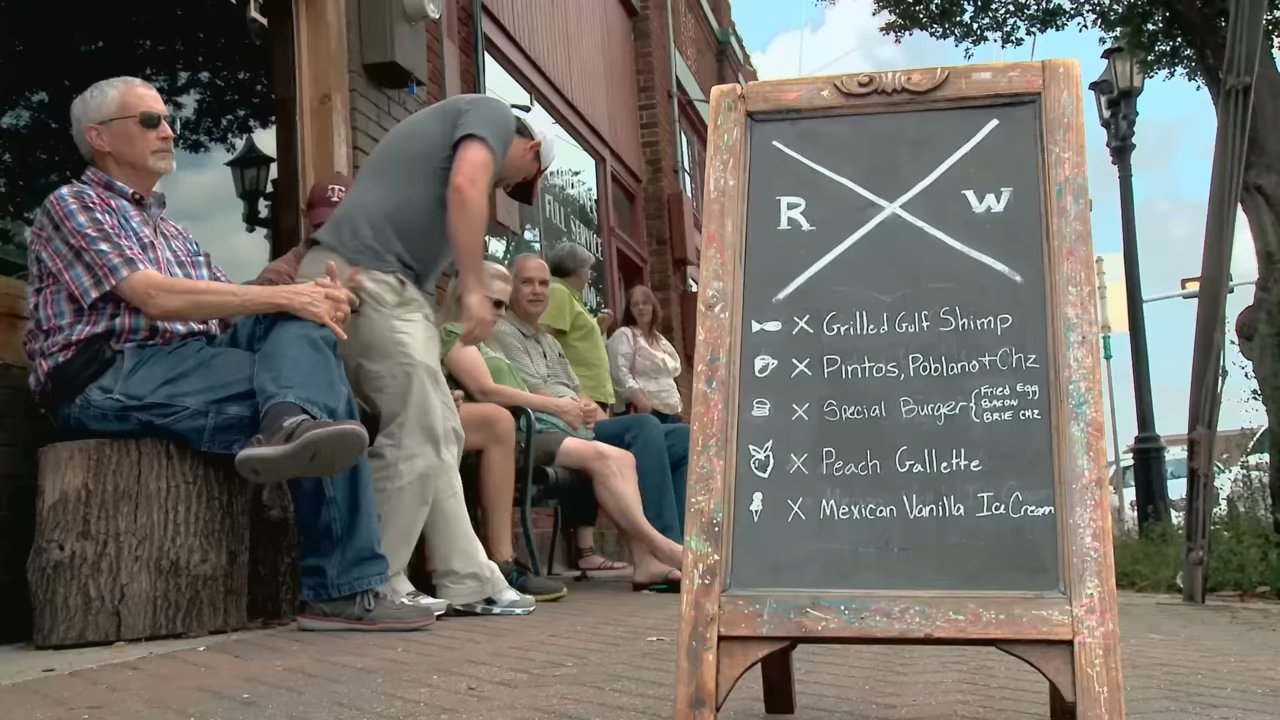 FULL SERVICE
R W
Grilled Gulf Shimp
Pintos, Poblano + Chz
Special Burger { Fried Egg
BACON
BRIE CHZ
Peach Gallette
Mexican Vanilla Ice Cream